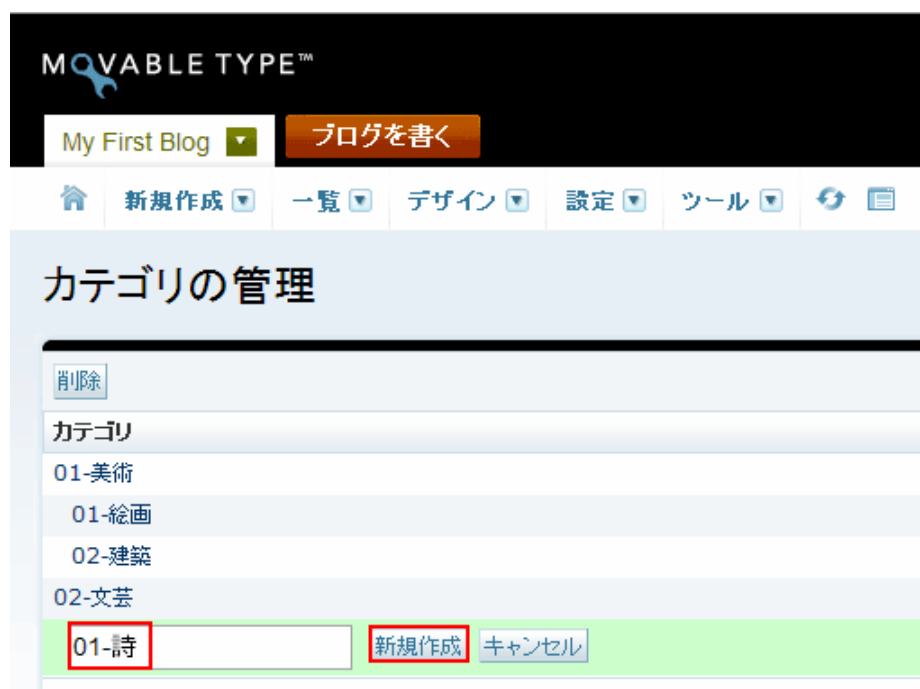 MOVABLE TYPE™
My First Blog ブログを書く
新規作成 一覧 デザイン 設定 ツール
カテゴリの管理
削除
カテゴリ
01-美術
01-絵画
02-建築
02-文芸
01-詩 新規作成 キャンセル